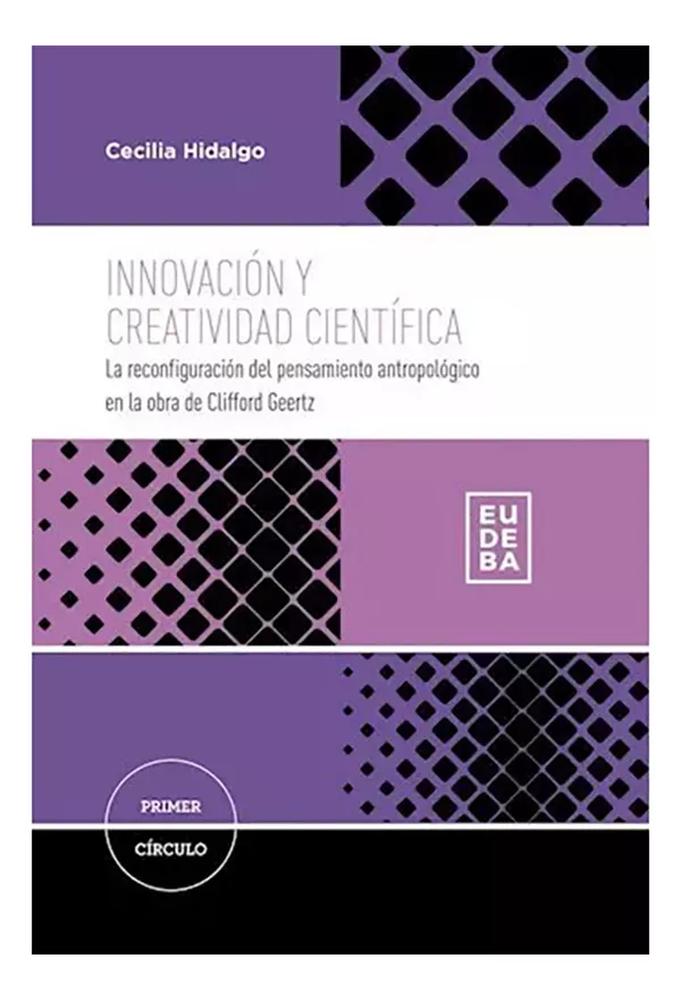 Cecilia Hidalgo
INNOVACIÓN Y
CREATIVIDAD CIENTÍFICA
La reconfiguración del pensamiento antropológico
en la obra de Clifford Geertz
EU
DE
BA
PRIMER
CÍRCULO